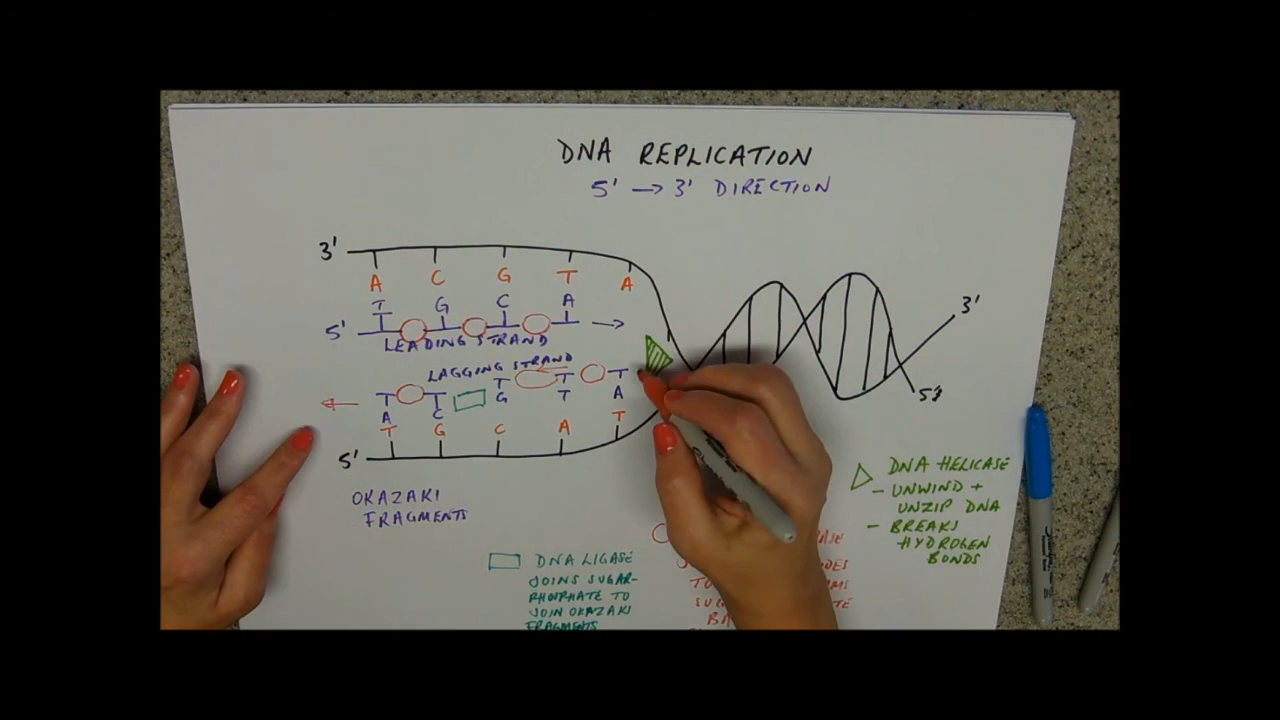 DNA REPLICATION
5' → 3' DIRECTION
3'
A C G T A
T G C A
5'
LEADING STRAND →
LAGGING STRAND
T T T T T
A C G T A
T G C A T
5'
3'
5'
OKAZAKI
FRAGMENTS
DNA LIGASE
JOINS SUGAR-
PHOSPHATE TO
JOIN OKAZAKI
FRAGMENTS
DNA HELICASE
- UNWIND +
UNZIP DNA
- BREAKS
HYDROGEN
BONDS